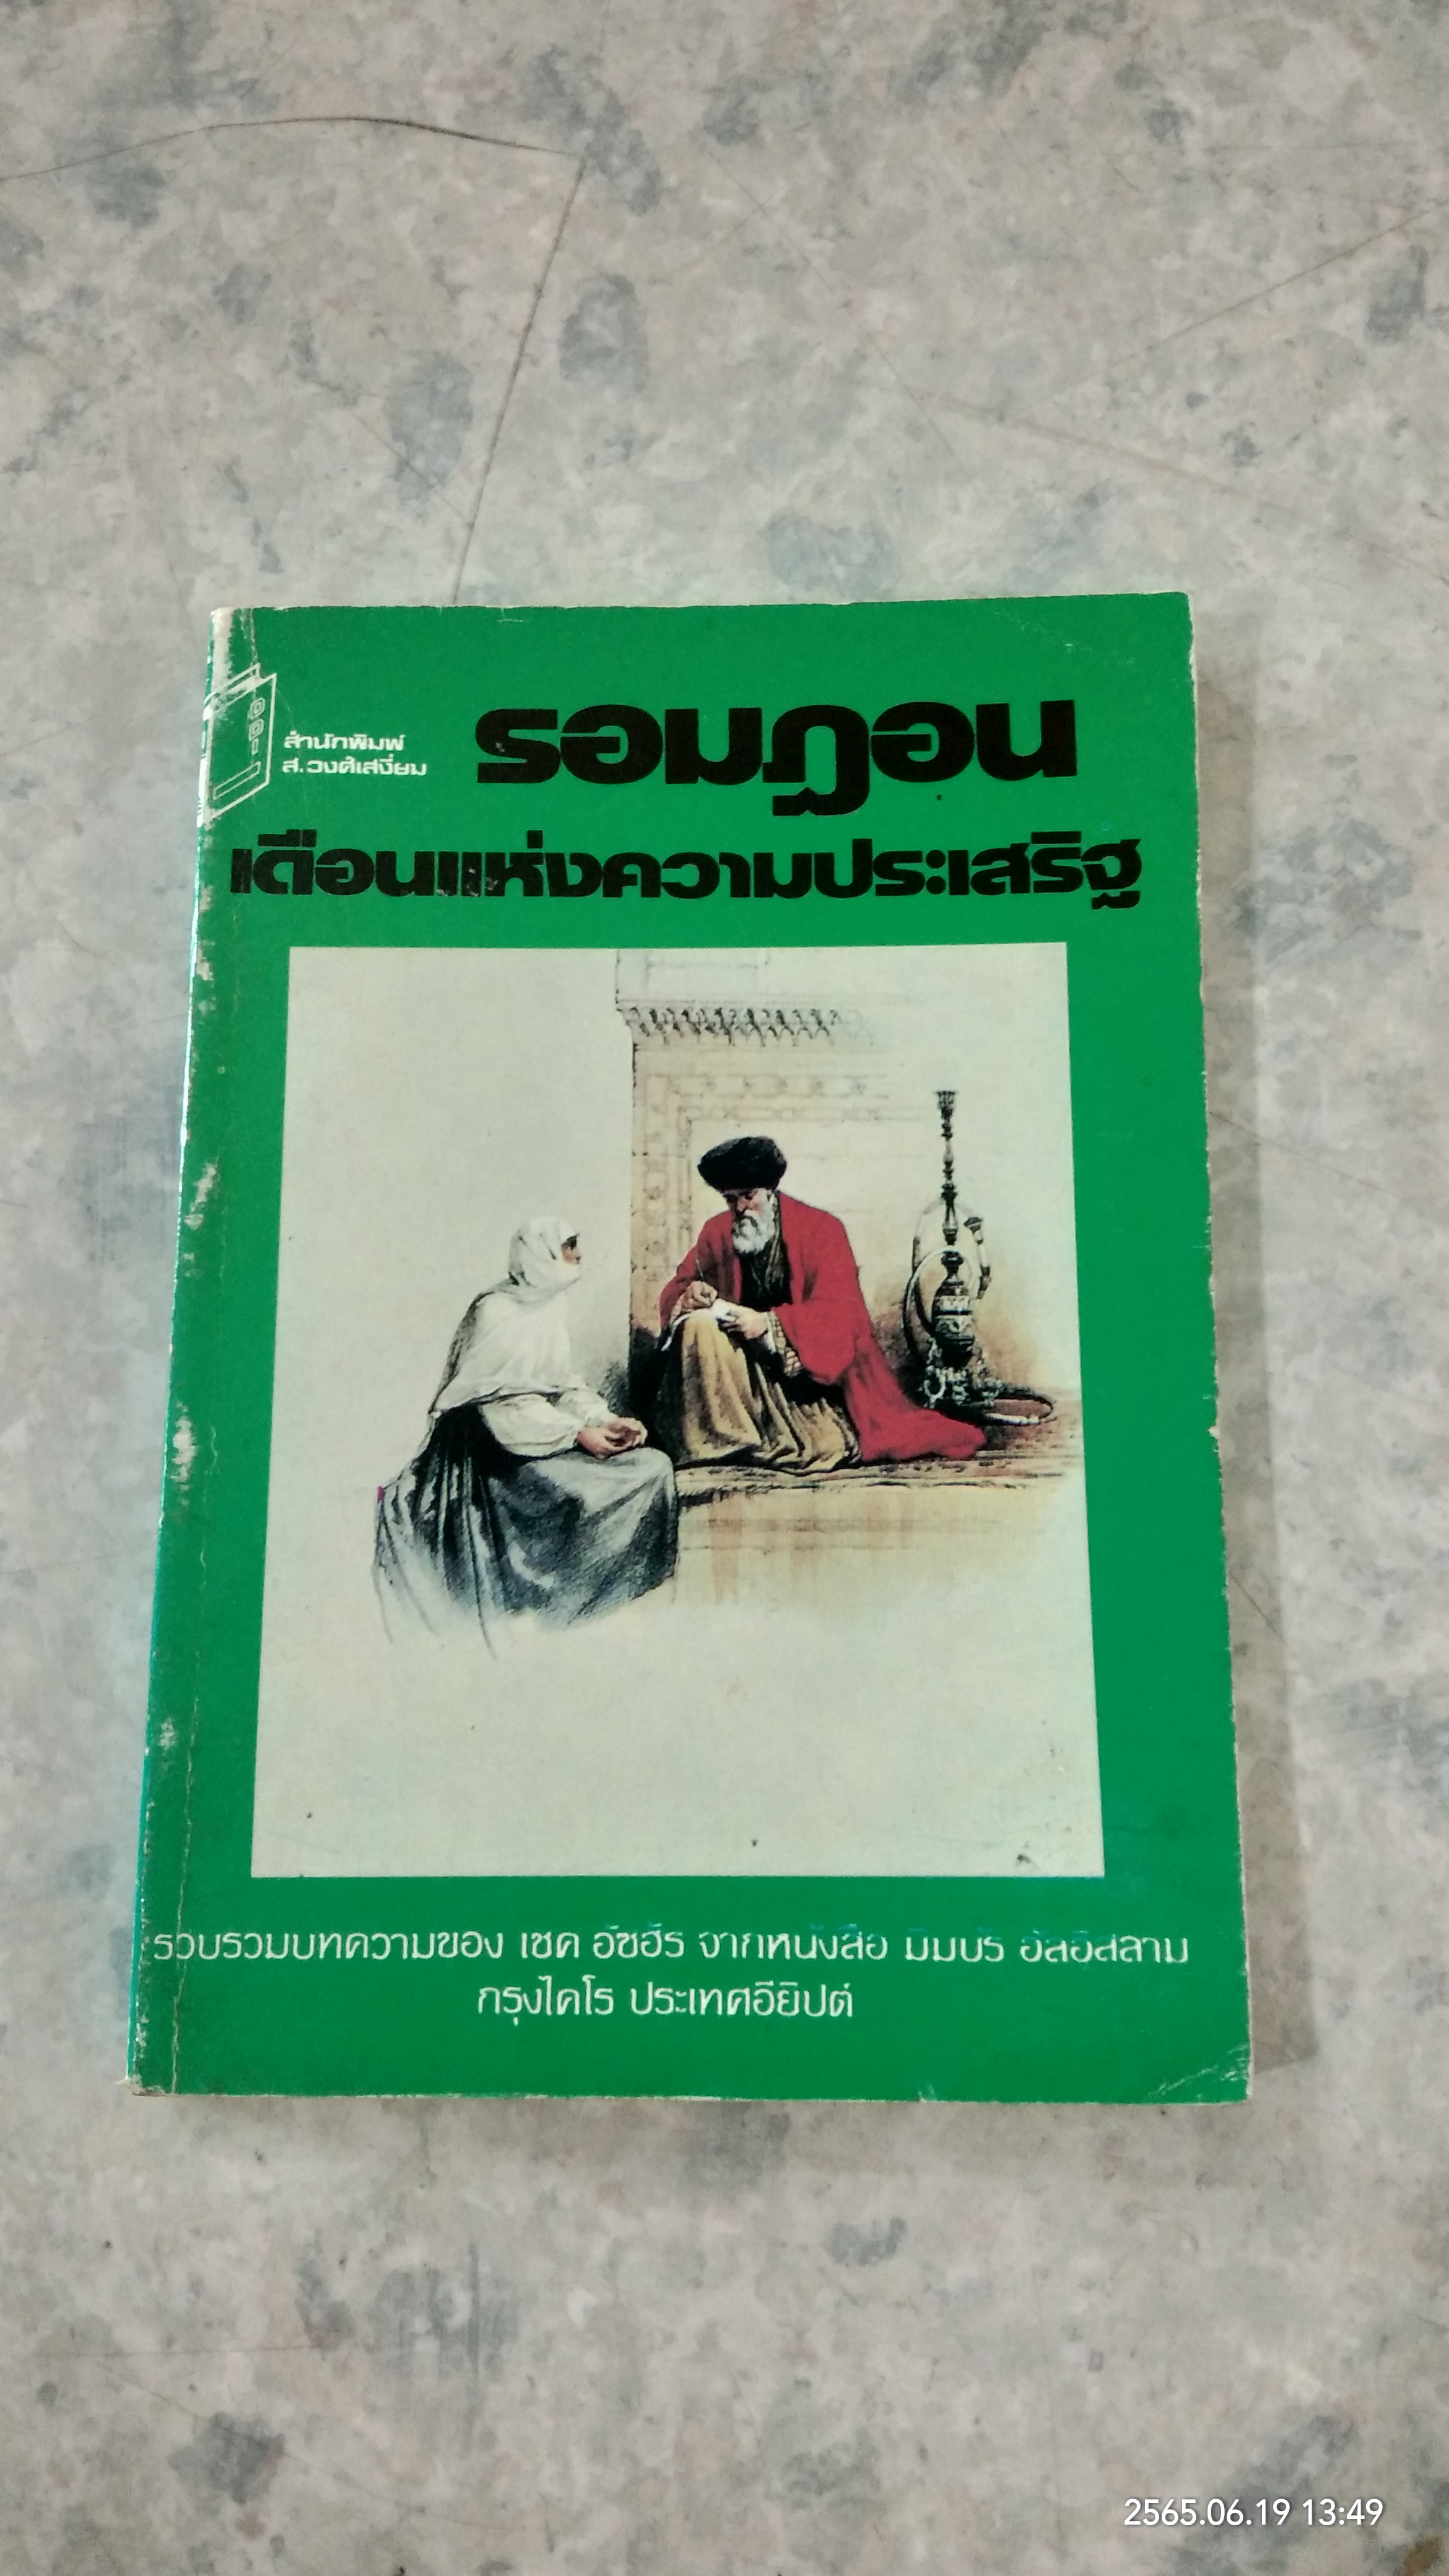 สำนักพิมพ์
ส.วงศ์เสงี่ยม
รอมฎอน
เดือนแห่งความประเสริฐ
รวบรวมบทความของ เชค อัซฮัร จากหนังสือ มิมบัร อัลอิสลาม
กรุงไคโร ประเทศอียิปต์
2565.06.19 13:49